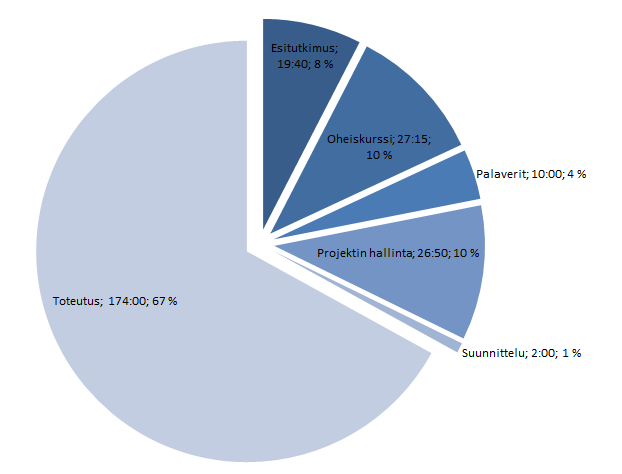 Esitutkimus;
19:40; 8 %
Oheiskurssi; 27:15;
10 %
Palaverit; 10:00; 4 %
Projektin hallinta; 26:50; 10 %
Suunnittelu; 2:00; 1 %
Toteutus; 174:00; 67 %